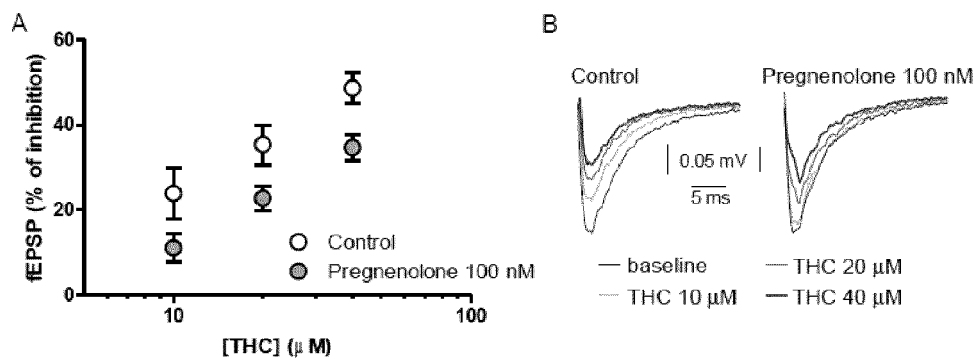 A
B
60
40
20
0
fEPSP (% of inhibition)
Control
Pregnenolone 100 nM
10
100
[THC] (μ M)
Control
Pregnenolone 100 nM
0.05 mV
5 ms
baseline
THC 20 μM
THC 10 μM
THC 40 μM